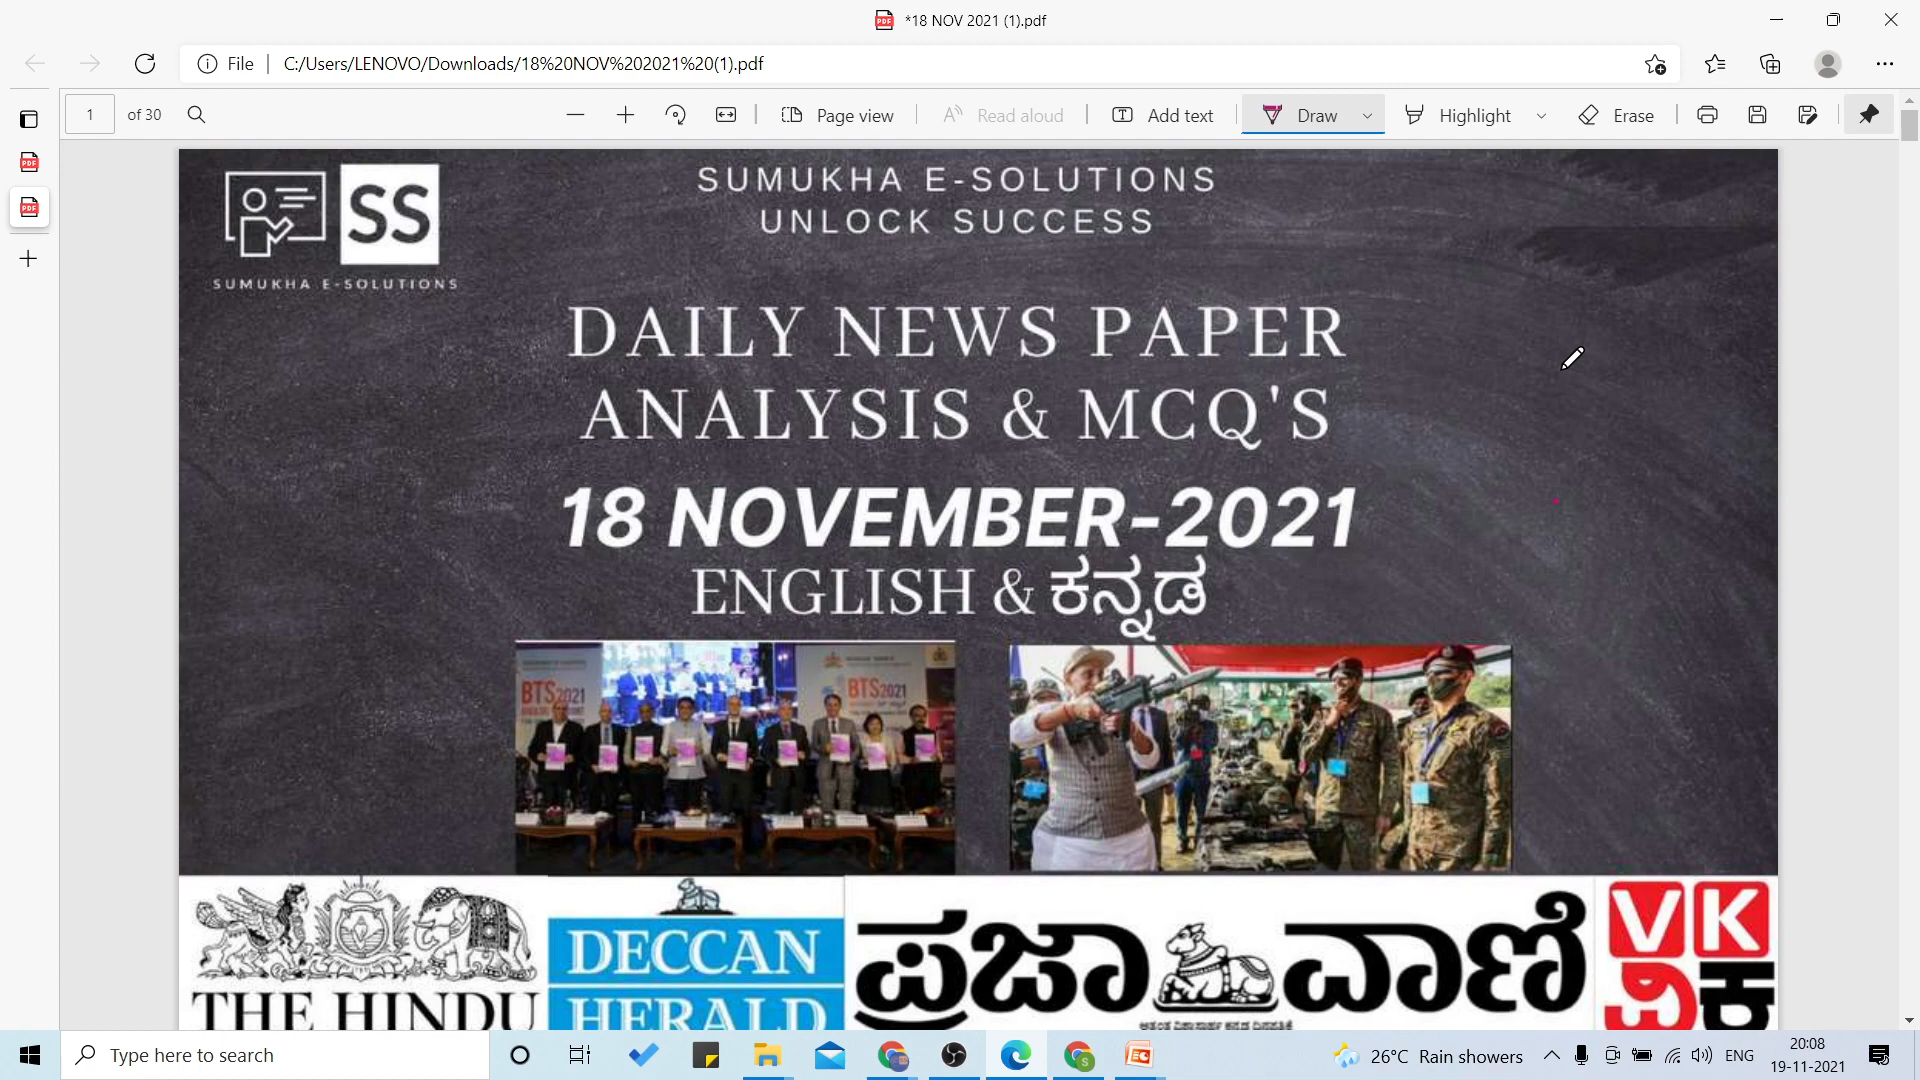 *18 NOV 2021 (1).pdf
File
C:/Users/LENOVO/Downloads/18%20NOV%202021%20(1).pdf
1 of 30
Page view
Read aloud
Add text
Draw
Highlight
Erase
SS
SUMUKHA E-SOLUTIONS
SUMUKHA E-SOLUTIONS
UNLOCK SUCCESS
DAILY NEWS PAPER
ANALYSIS & MCQ'S
18 NOVEMBER-2021
ENGLISH & ಕನ್ನಡ
BTS2021
BTS2021
THE HINDU
DECCAN
HERALD
ಪ್ರಜಾವಾಣಿ
VK
ವಿಕ
Type here to search
26°C Rain showers
ENG
20:08
19-11-2021